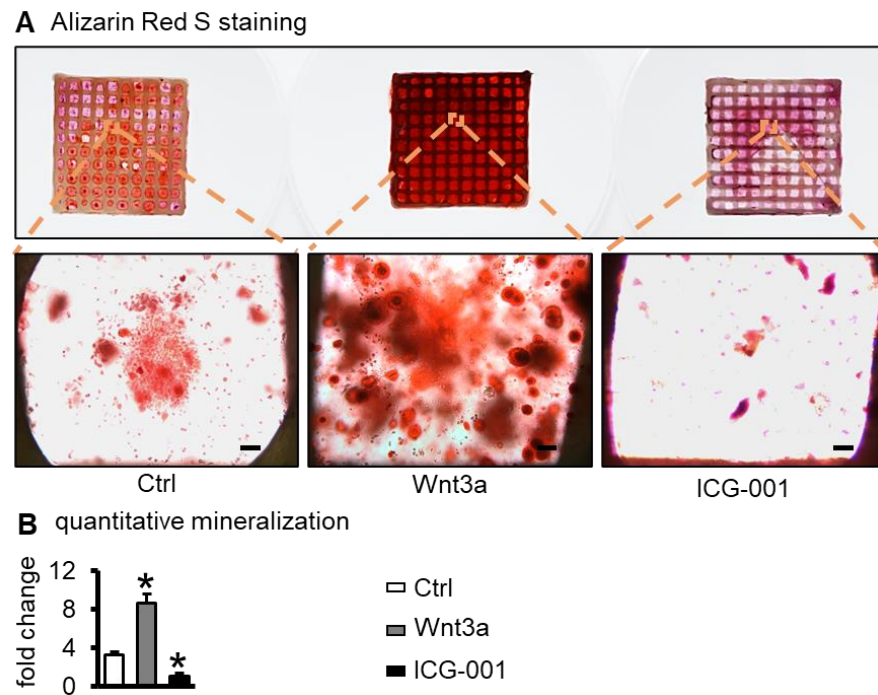 A Alizarin Red S staining
Ctrl Wnt3a ICG-001
B quantitative mineralization
fold change
12
8
4
0
* *
Ctrl
Wnt3a
ICG-001